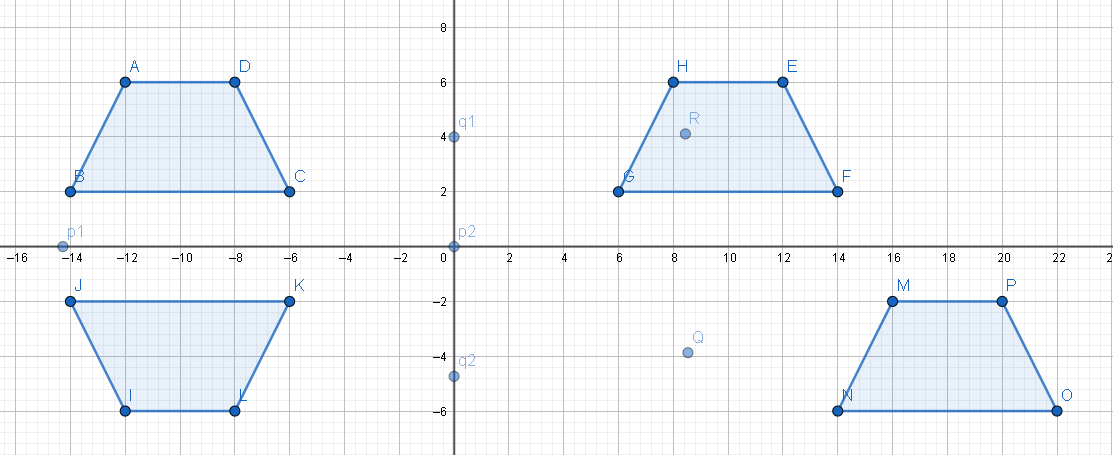 8
A D H E
6
R
q1
4
B C G F
2
p1 p2
−16 −14 −12 −10 −8 −6 −4 −2 0 2 4 6 8 10 12 14 16 18 20 22 2
J K M P
−2
Q
−4
q2
I L N O
−6